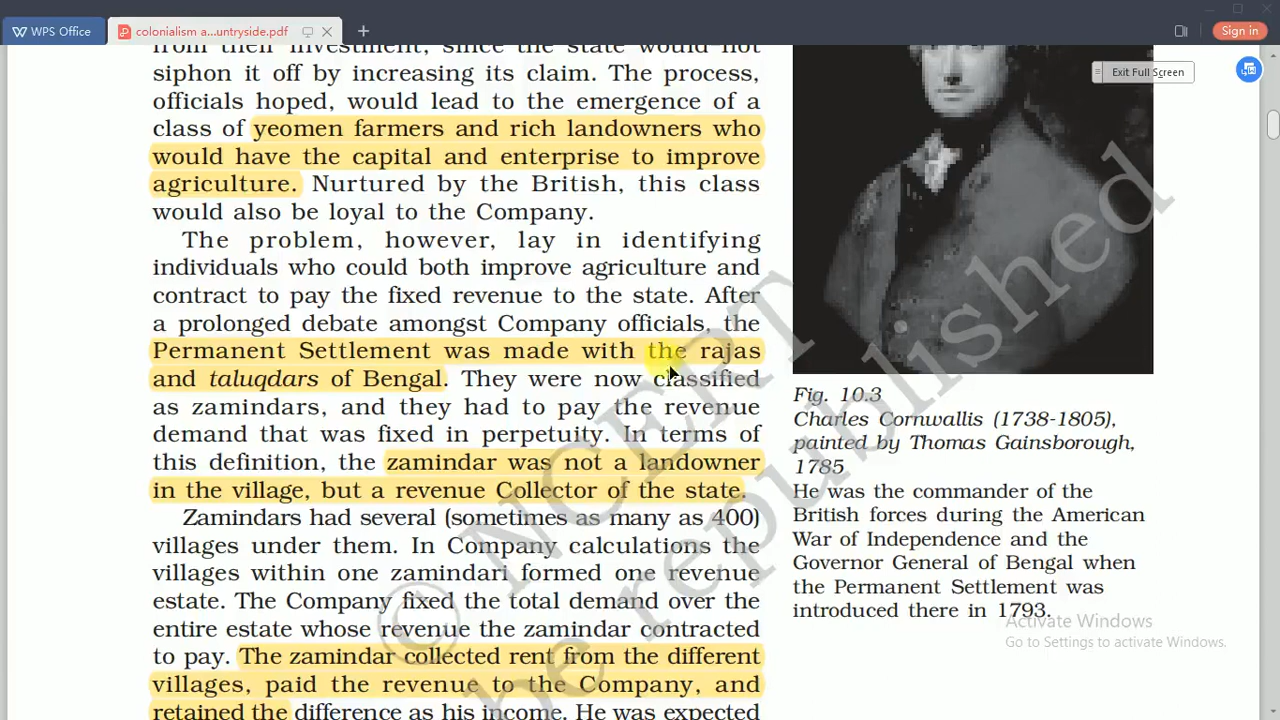 WPS Office
colonialism a...untryside.pdf
Sign in
Exit Full Screen
from their investment, since the state would not
siphon it off by increasing its claim. The process,
officials hoped, would lead to the emergence of a
class of yeomen farmers and rich landowners who
would have the capital and enterprise to improve
agriculture. Nurtured by the British, this class
would also be loyal to the Company.
The problem, however, lay in identifying
individuals who could both improve agriculture and
contract to pay the fixed revenue to the state. After
a prolonged debate amongst Company officials, the
Permanent Settlement was made with the rajas
and taluqdars of Bengal. They were now classified
as zamindars, and they had to pay the revenue
demand that was fixed in perpetuity. In terms of
this definition, the zamindar was not a landowner
in the village, but a revenue Collector of the state.
Zamindars had several (sometimes as many as 400)
villages under them. In Company calculations the
villages within one zamindari formed one revenue
estate. The Company fixed the total demand over the
entire estate whose revenue the zamindar contracted
to pay. The zamindar collected rent from the different
villages, paid the revenue to the Company, and
retained the difference as his income. He was expected
Fig. 10.3
Charles Cornwallis (1738-1805),
painted by Thomas Gainsborough,
1785
He was the commander of the
British forces during the American
War of Independence and the
Governor General of Bengal when
the Permanent Settlement was
introduced there in 1793.
© NCERT
be republished
Activate Windows
Go to Settings to activate Windows.